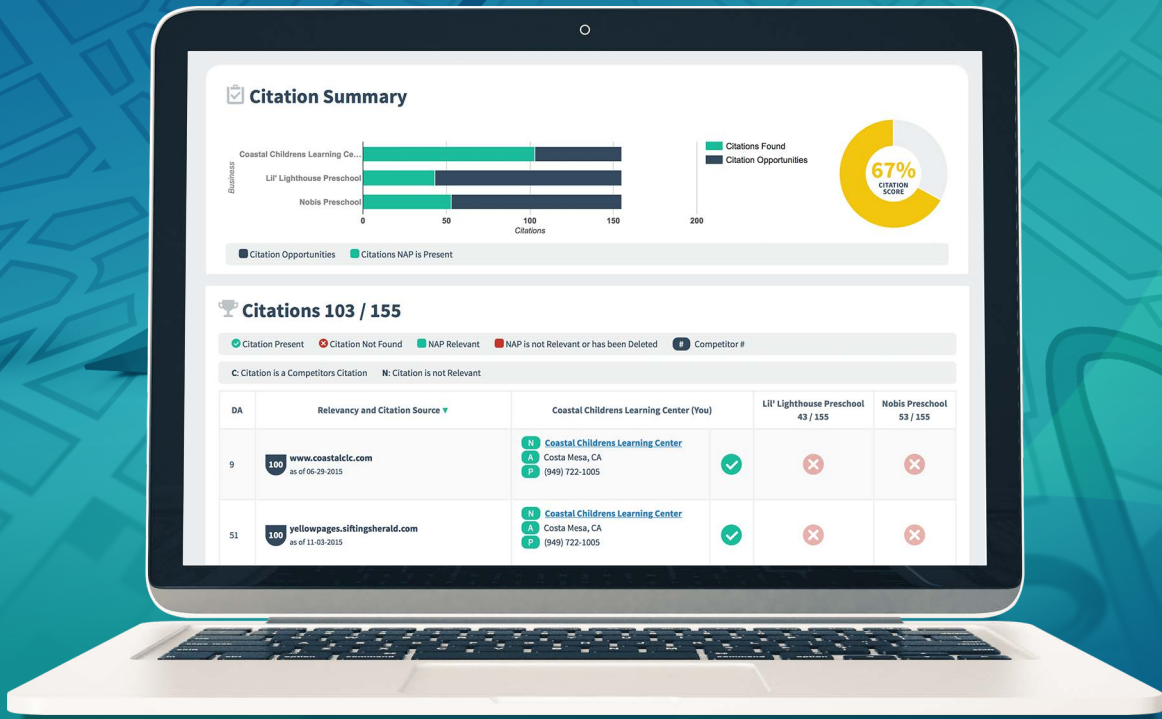 Citation Summary
Business
Coastal Childrens Learning Ce...
Lil' Lighthouse Preschool
Nobis Preschool
0 50 100 150 200
Citations
Citations Found
Citation Opportunities
67%
CITATION
SCORE
Citation Opportunities Citations NAP is Present
Citations 103 / 155
Citation Present Citation Not Found NAP Relevant NAP is not Relevant or has been Deleted # Competitor #
C: Citation is a Competitors Citation N: Citation is not Relevant
DA Relevancy and Citation Source Coastal Childrens Learning Center (You) Lil' Lighthouse Preschool Nobis Preschool
43 / 155 53 / 155
N Coastal Childrens Learning Center
9 100 www.coastalclc.com A Costa Mesa, CA
as of 06-29-2015 P (949) 722-1005
N Coastal Childrens Learning Center
51 100 yellowpages.siftingsherald.com A Costa Mesa, CA
as of 11-03-2015 P (949) 722-1005
option command option